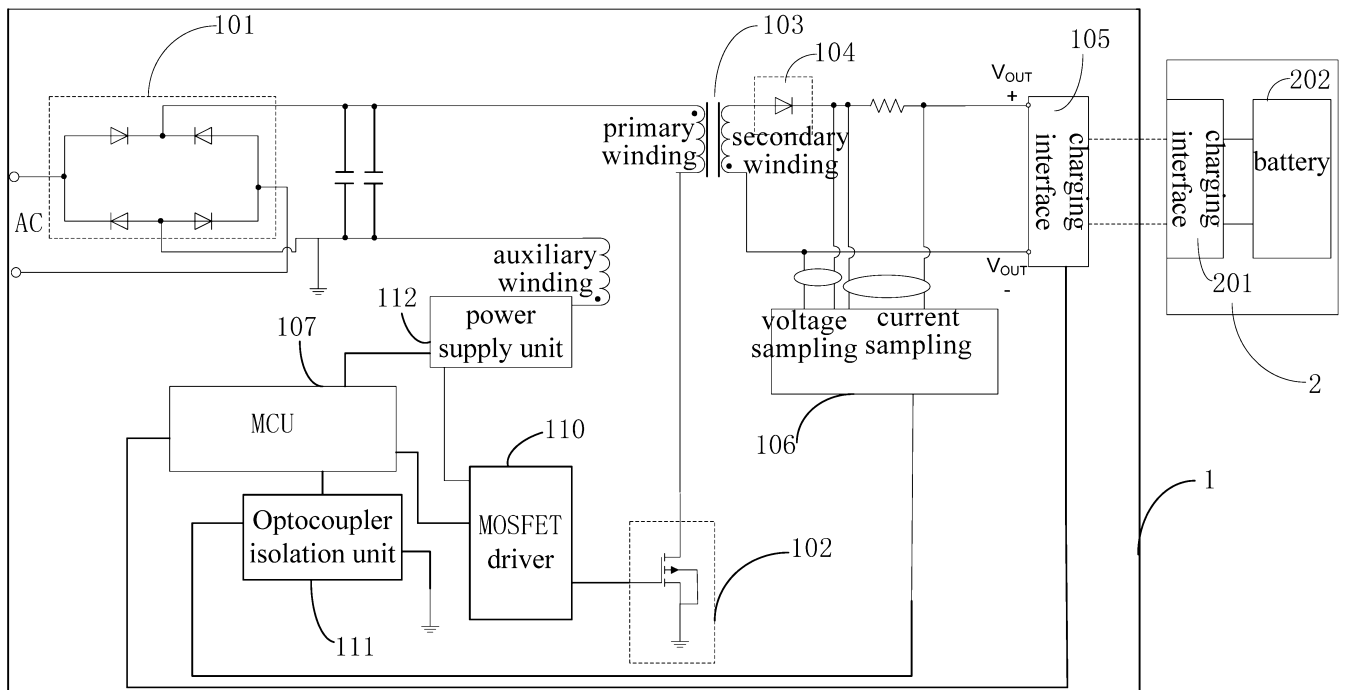 101
103
104
105
V_OUT
+
202
primary
winding
secondary
winding
charging
interface
charging
interface
battery
AC
auxiliary
winding
V_OUT
-
201
112
power
supply unit
107
voltage
sampling
current
sampling
2
MCU
110
106
1
Optocoupler
isolation unit
MOSFET
driver
102
111